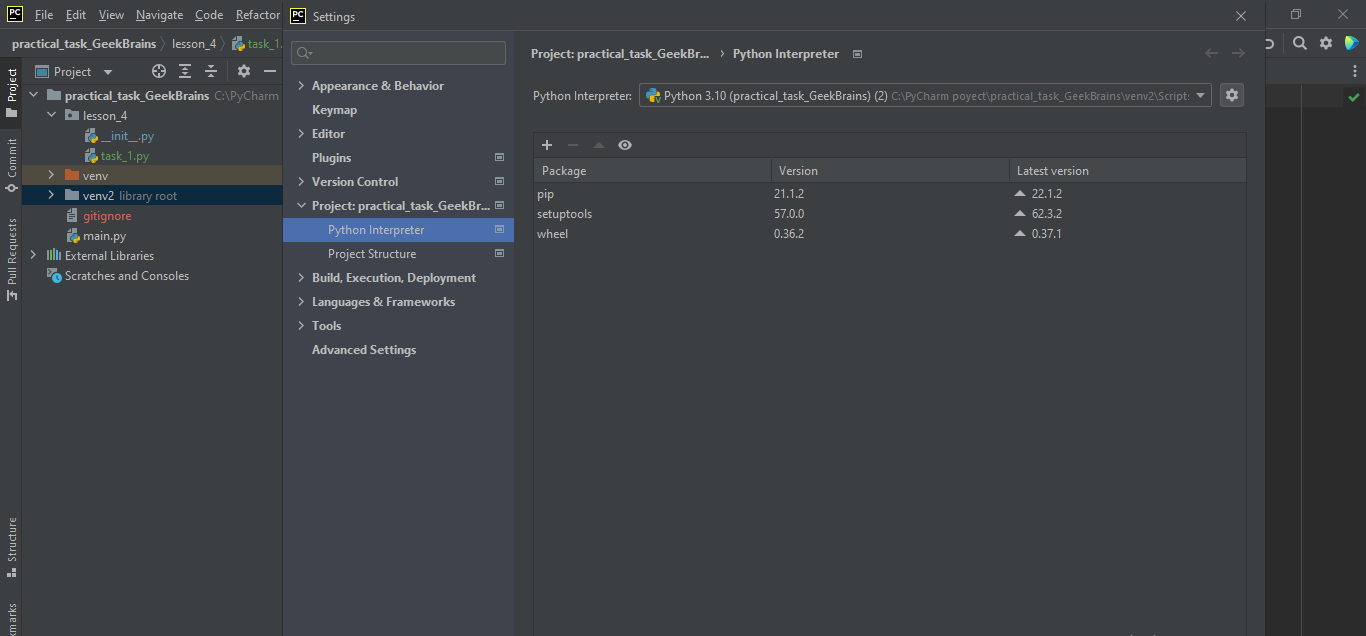 PC File Edit View Navigate Code Refactor
PC Settings
practical_task_GeekBrains lesson_4 task_1.
Project
Project
practical_task_GeekBrains C:\PyCharm
lesson_4
__init__.py
task_1.py
venv
venv2 library root
gitignore
main.py
External Libraries
Scratches and Consoles
Commit
Pull Requests
Structure
Appearance & Behavior
Keymap
Editor
Plugins
Version Control
Project: practical_task_GeekBr...
Python Interpreter
Project Structure
Build, Execution, Deployment
Languages & Frameworks
Tools
Advanced Settings
Project: practical_task_GeekBr... › Python Interpreter
Python Interpreter: Python 3.10 (practical_task_GeekBrains) (2) C:\PyCharm poyect\practical_task_GeekBrains\venv2\Script
Package Version Latest version
pip 21.1.2 22.1.2
setuptools 57.0.0 62.3.2
wheel 0.36.2 0.37.1